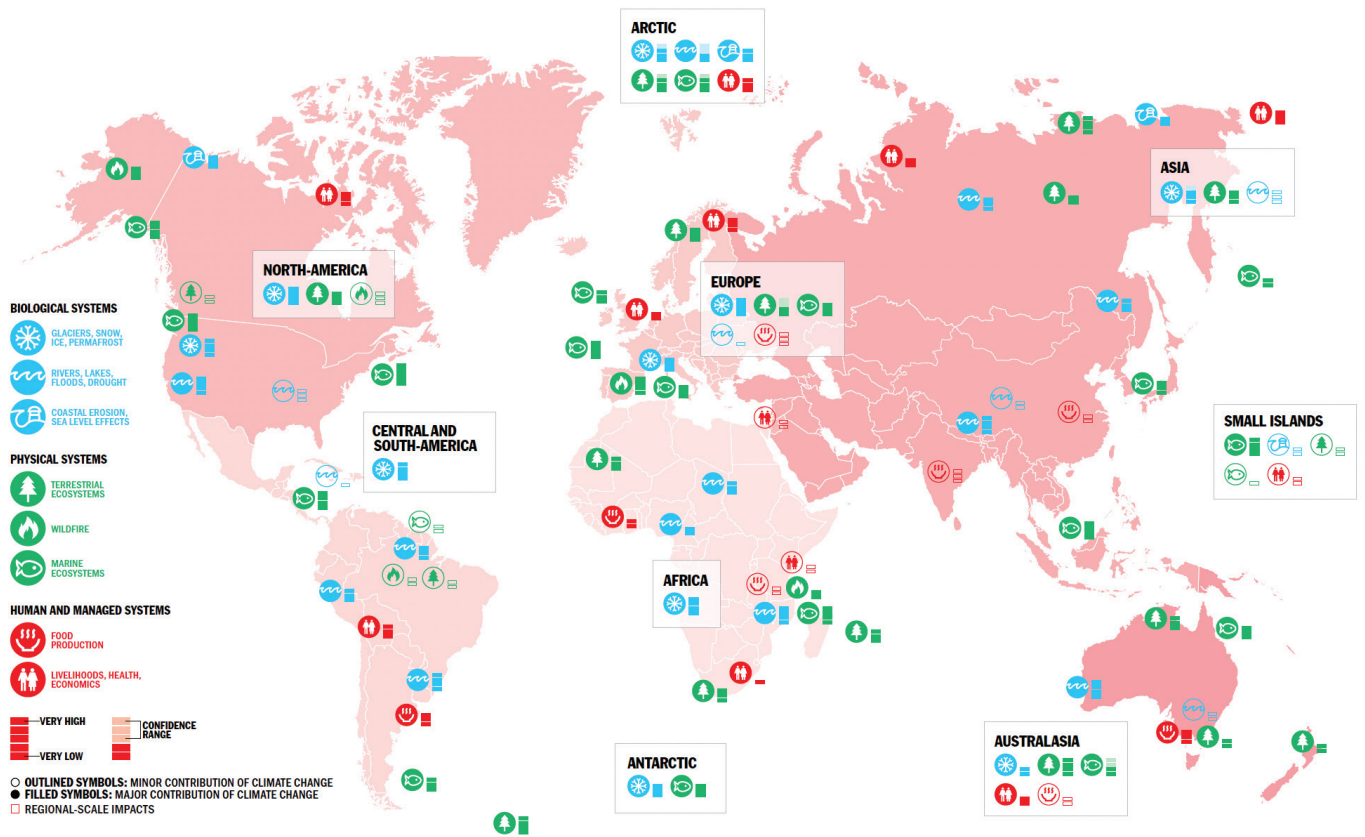 ARCTIC
ASIA
NORTH-AMERICA
EUROPE
BIOLOGICAL SYSTEMS
GLACIERS, SNOW,
ICE, PERMAFROST
RIVERS, LAKES,
FLOODS, DROUGHT
COASTAL EROSION,
SEA LEVEL EFFECTS
CENTRAL AND
SOUTH-AMERICA
SMALL ISLANDS
PHYSICAL SYSTEMS
TERRESTRIAL
ECOSYSTEMS
WILDFIRE
MARINE
ECOSYSTEMS
AFRICA
HUMAN AND MANAGED SYSTEMS
FOOD
PRODUCTION
LIVELIHOODS, HEALTH,
ECONOMICS
VERY HIGH
VERY LOW
CONFIDENCE
RANGE
AUSTRALASIA
ANTARCTIC
OUTLINED SYMBOLS: MINOR CONTRIBUTION OF CLIMATE CHANGE
FILLED SYMBOLS: MAJOR CONTRIBUTION OF CLIMATE CHANGE
REGIONAL-SCALE IMPACTS